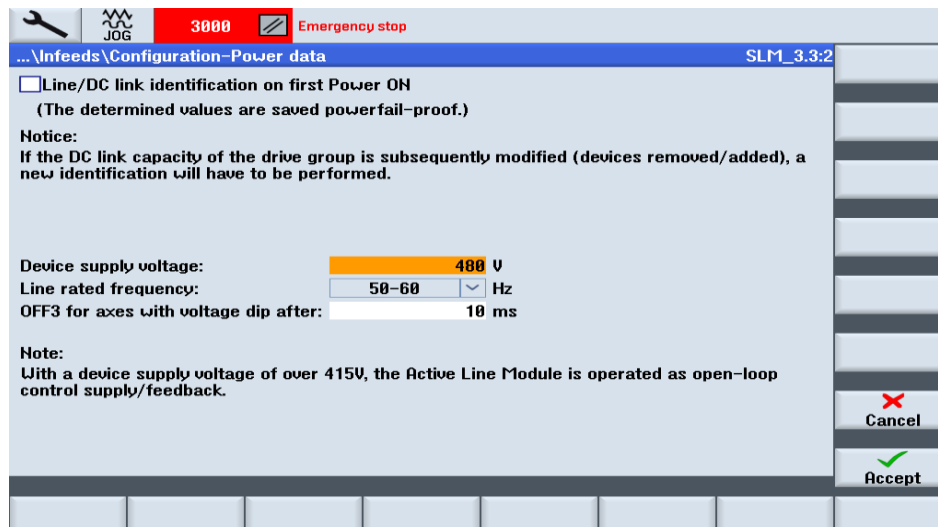 JOG
3000
Emergency stop
...\Infeeds\Configuration-Power data
SLM_3.3:2
Line/DC link identification on first Power ON
(The determined values are saved powerfail-proof.)
Notice:
If the DC link capacity of the drive group is subsequently modified (devices removed/added), a
new identification will have to be performed.
Device supply voltage: 480 V
Line rated frequency: 50-60 Hz
OFF3 for axes with voltage dip after: 10 ms
Note:
With a device supply voltage of over 415V, the Active Line Module is operated as open-loop
control supply/feedback.
Cancel
Accept